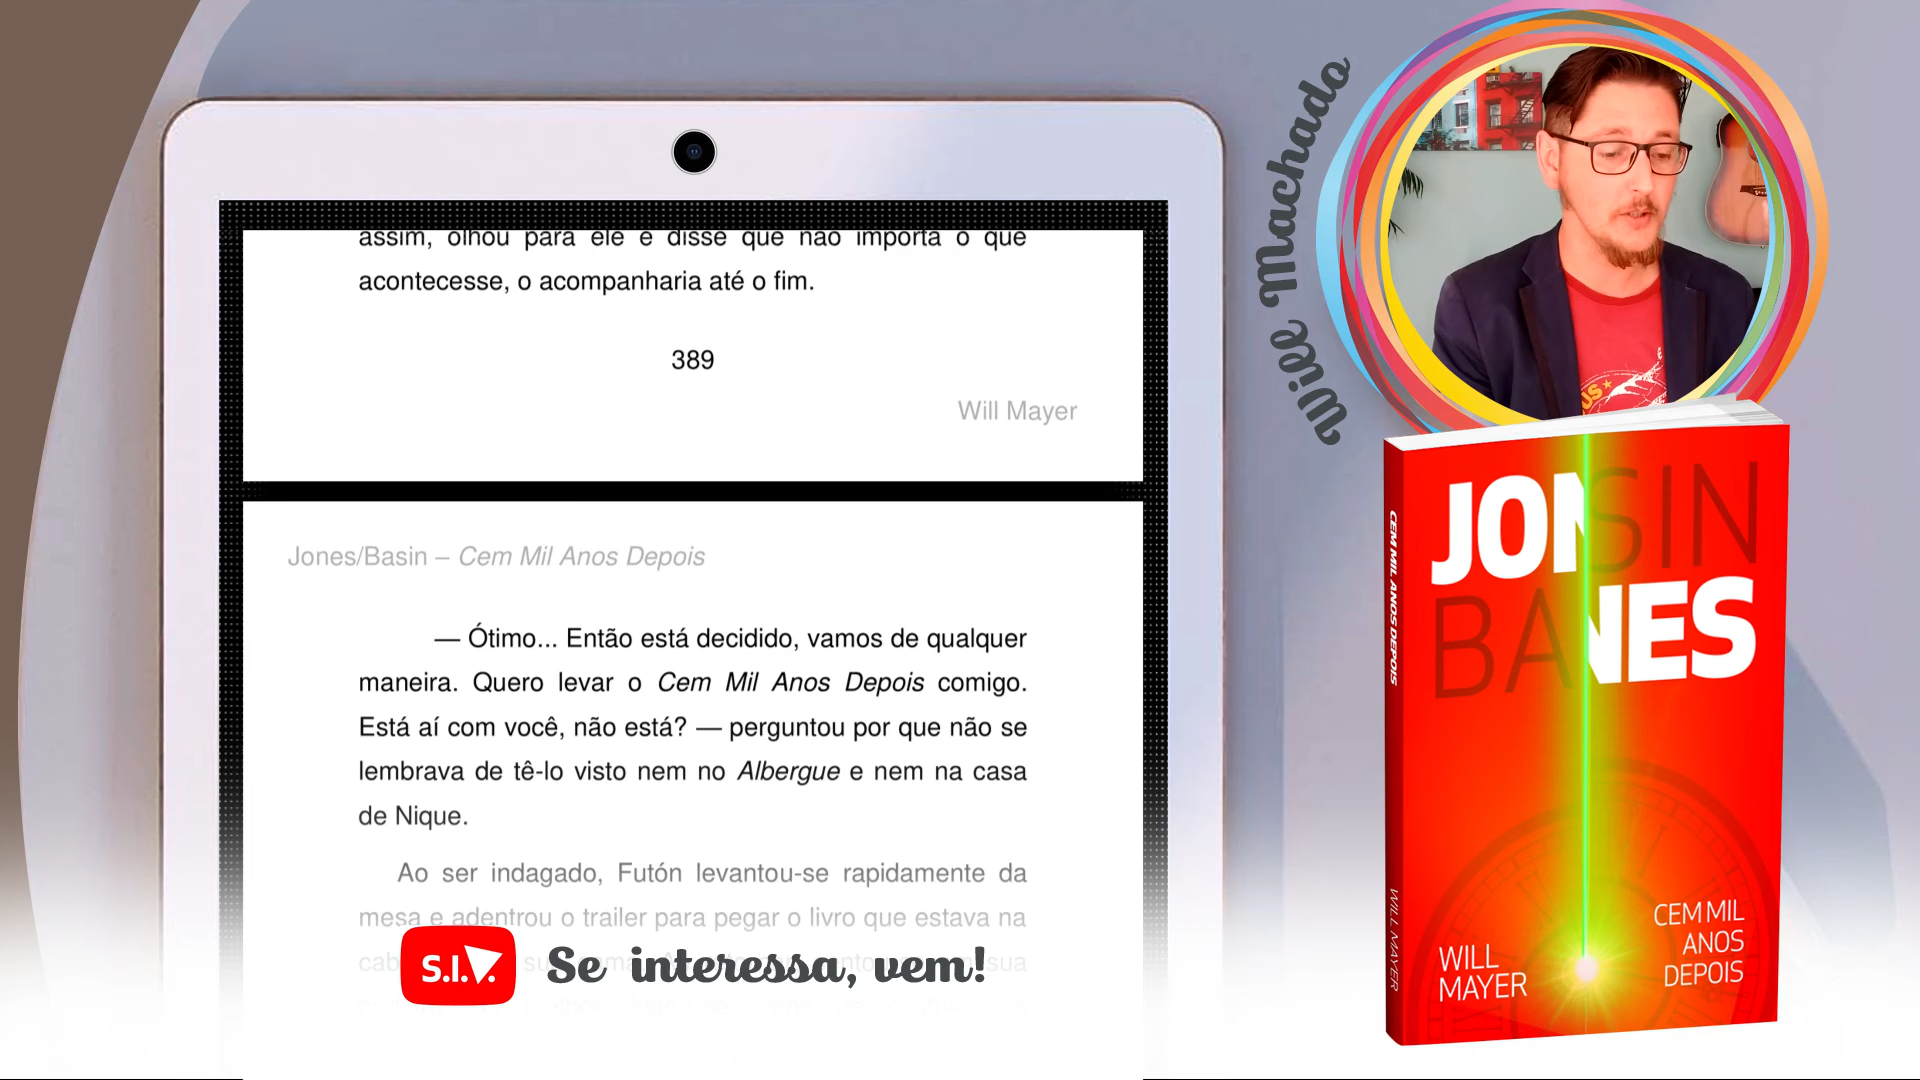 assim, olhou para ele e disse que não importa o que
acontecesse, o acompanharia até o fim.
389
Will Mayer
Jones/Basin – Cem Mil Anos Depois
— Ótimo... Então está decidido, vamos de qualquer
maneira. Quero levar o Cem Mil Anos Depois comigo.
Está aí com você, não está? — perguntou por que não se
lembrava de tê-lo visto nem no Albergue e nem na casa
de Nique.
Ao ser indagado, Futón levantou-se rapidamente da
mesa e adentrou o trailer para pegar o livro que estava na
S.I.V.
Se interessa, vem!
Will Machado
JONSIN
BANES
CEM MIL
ANOS
DEPOIS
WILL
MAYER
CEM MIL ANOS DEPOIS
WILL MAYER